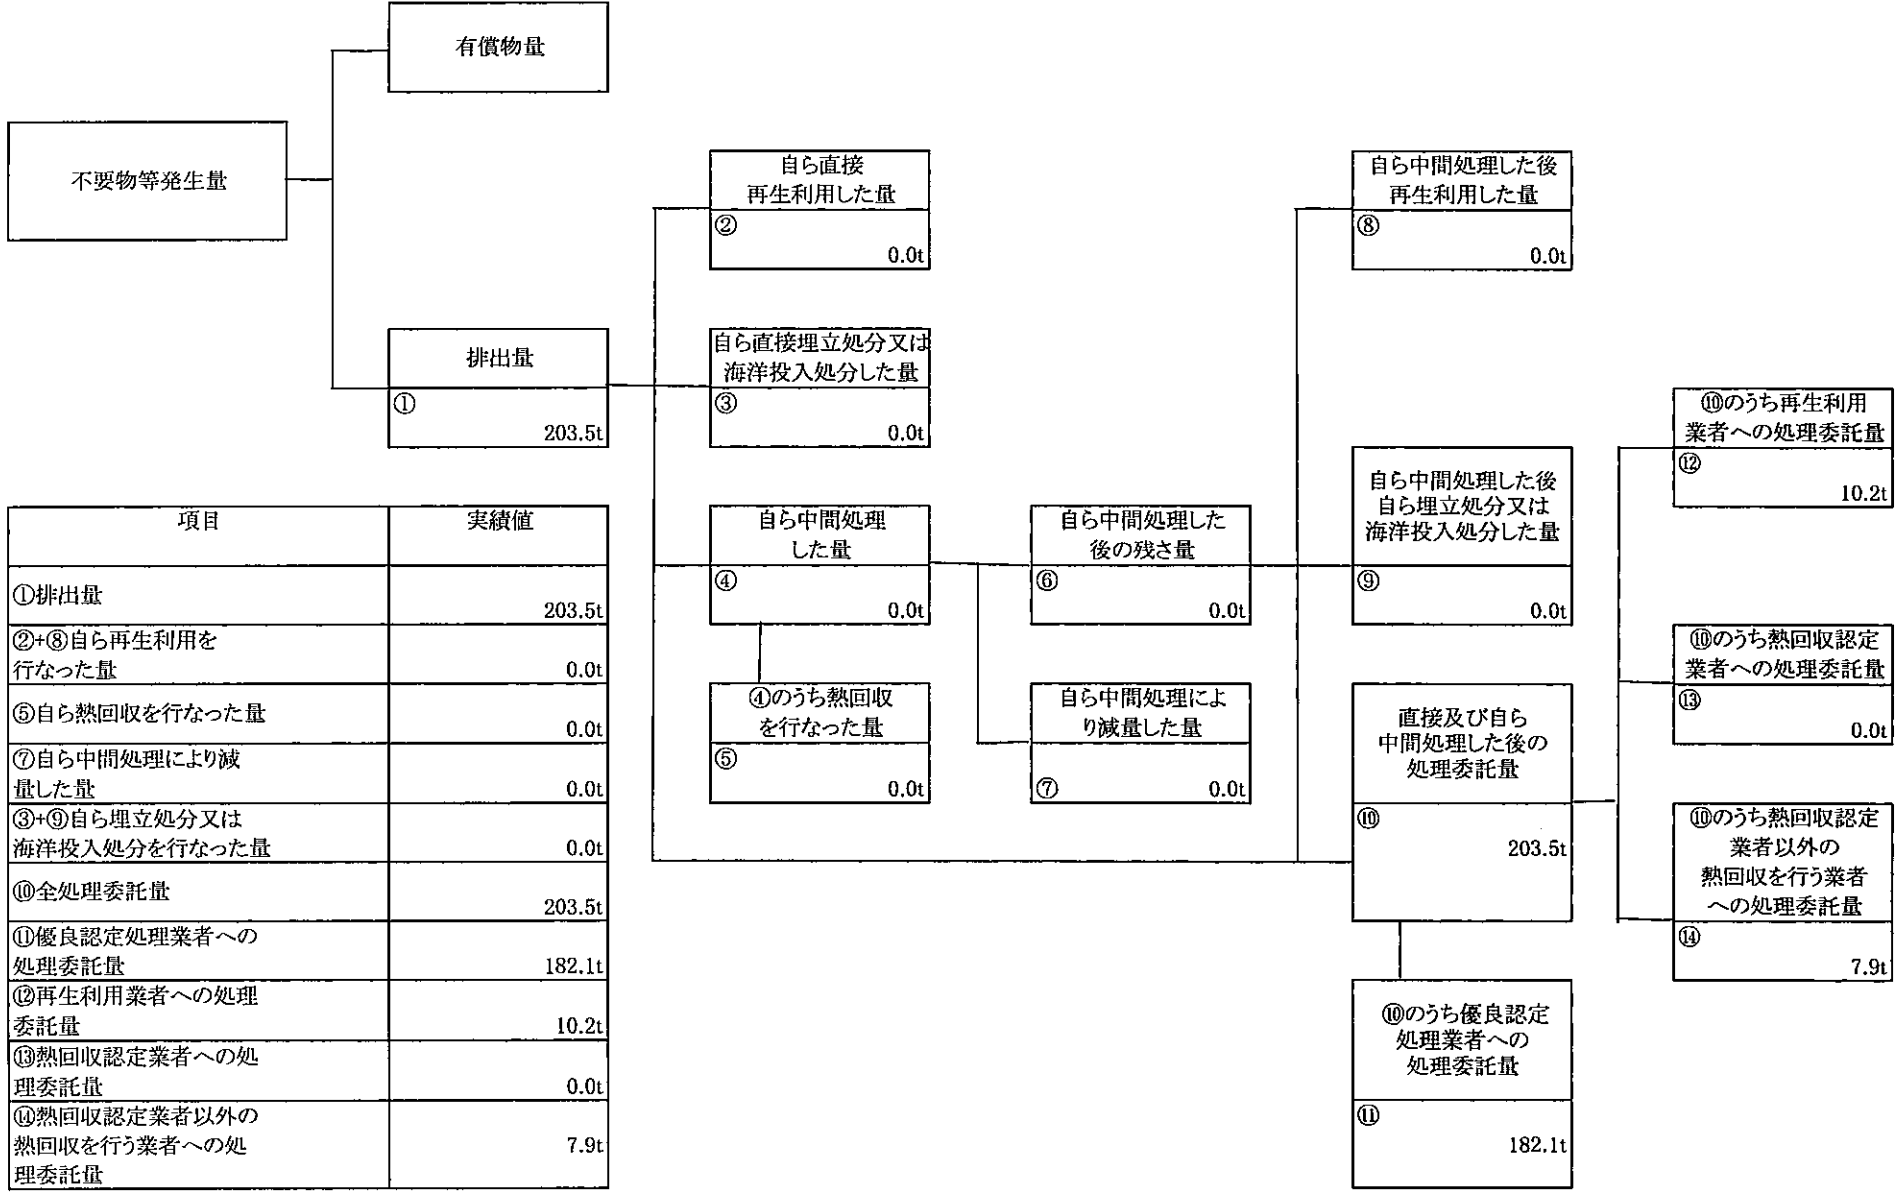 有償物量
不要物等発生量
排出量
①
203.5t
自ら直接
再生利用した量
②
0.0t
自ら直接埋立処分又は
海洋投入処分した量
③
0.0t
自ら中間処理
した量
④
0.0t
④のうち熱回収
を行なった量
⑤
0.0t
自ら中間処理した
後の残さ量
⑥
0.0t
自ら中間処理によ
り減量した量
⑦
0.0t
自ら中間処理した後
再生利用した量
⑧
0.0t
自ら中間処理した後
自ら埋立処分又は
海洋投入処分した量
⑨
0.0t
直接及び自ら
中間処理した後の
処理委託量
⑩
203.5t
⑩のうち優良認定
処理業者への
処理委託量
⑪
182.1t
⑩のうち再生利用
業者への処理委託量
⑫
10.2t
⑩のうち熱回収認定
業者への処理委託量
⑬
0.0t
⑩のうち熱回収認定
業者以外の
熱回収を行う業者
への処理委託量
⑭
7.9t
項目 実績値
①排出量
203.5t
②+⑧自ら再生利用を
行なった量 0.0t
⑤自ら熱回収を行なった量
0.0t
⑦自ら中間処理により減
量した量 0.0t
③+⑨自ら埋立処分又は
海洋投入処分を行なった量 0.0t
⑩全処理委託量
203.5t
⑪優良認定処理業者への
処理委託量 182.1t
⑫再生利用業者への処理
委託量 10.2t
⑬熱回収認定業者への処
理委託量 0.0t
⑭熱回収認定業者以外の
熱回収を行う業者への処 7.9t
理委託量